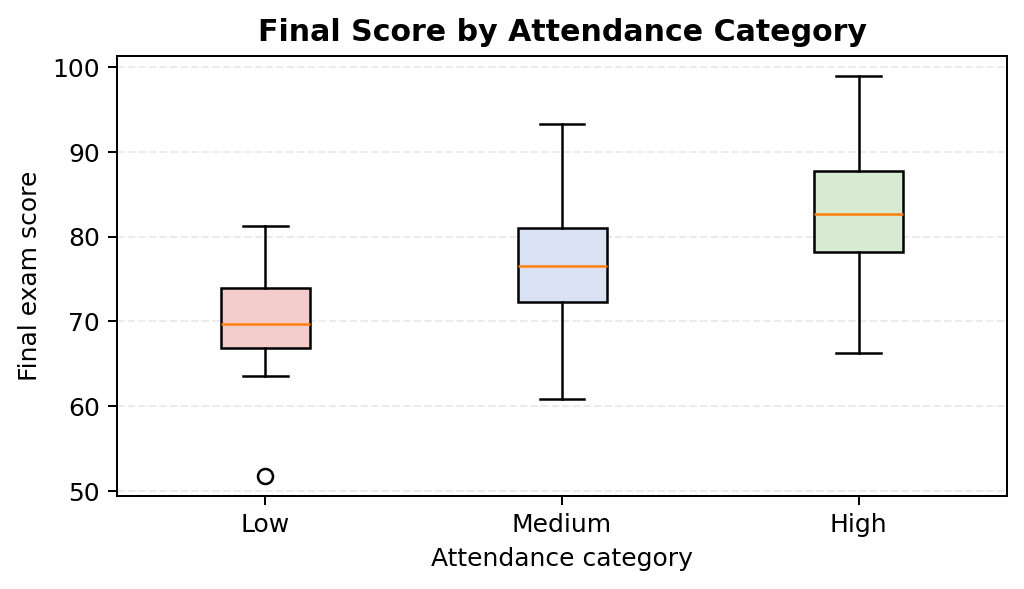 Final Score by Attendance Category
100
90
80
70
60
50
Final exam score
Low Medium High
Attendance category